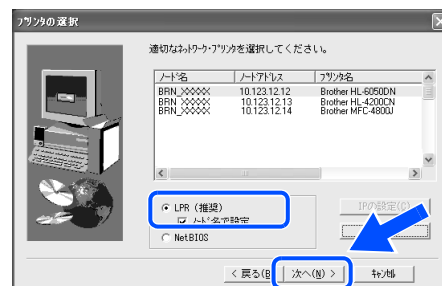 プリンタの選択
適切なネットワーク・プリンタを選択してください。
ノード名 ノードアドレス プリンタ名
BRN_XXXXX 10.123.12.12 Brother HL-6050DN
BRN_XXXXX 10.123.12.13 Brother HL-4200CN
BRN_XXXXX 10.123.12.14 Brother MFC-4800J
LPR (推奨)
ノード名で設定
IPの設定(C)
NetBIOS
< 戻る(B
次へ(N) >
キャンセル